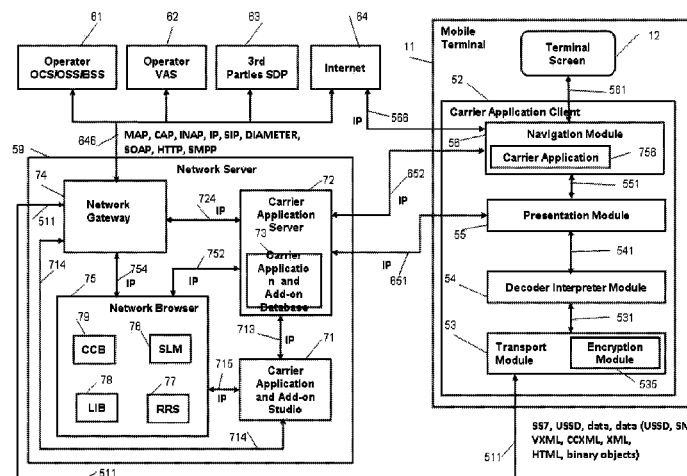 61
62
63
64
Operator
OCS/OSS/BSS
Operator
VAS
3rd
Parties SDP
Internet
646
MAP, CAP, INAP, IP, SIP, DIAMETER,
SOAP, HTTP, SMPP
IP
566
59
Network Server
74
511
Network
Gateway
714
724
IP
72
Carrier
Application
Server
73
Carrier
Applicatio
n and
Add-on
Database
652
IP
651
754
IP
752
IP
75
Network Browser
79
CCB
76
SLM
78
LIB
77
RRS
713
IP
715
IP
71
Carrier
Application
and Add-on
Studio
714
511
11
Mobile
Terminal
Terminal
Screen
12
52
561
Carrier Application Client
56
Navigation Module
Carrier Application
756
551
Presentation Module
55
541
54
Decoder Interpreter Module
531
53
Transport
Module
Encryption
Module
535
511
SS7, USSD, data, data (USSD,
VXML, CCXML, XML,
HTML, binary objects)